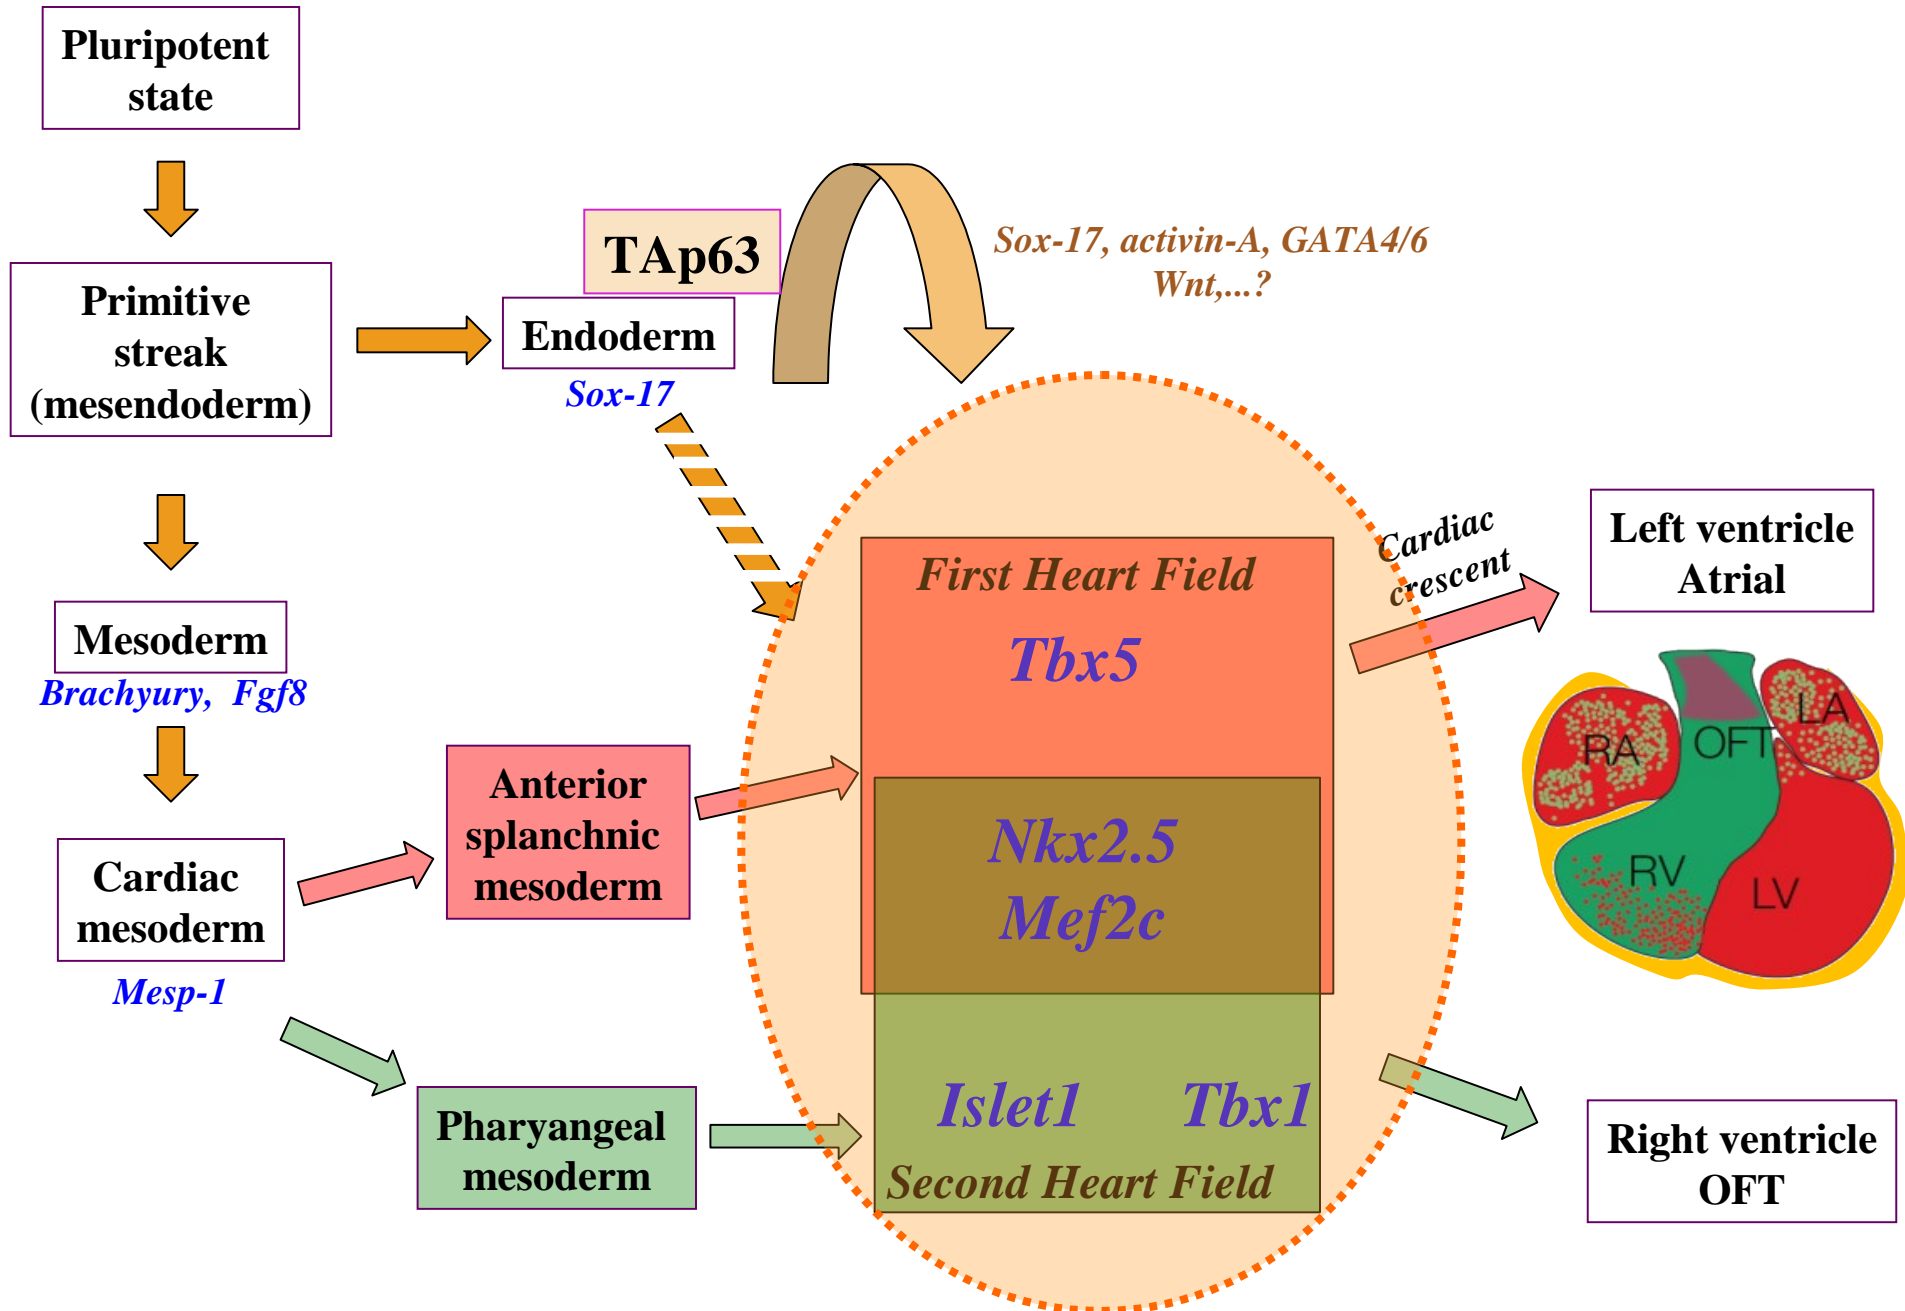 Pluripotent
state
Primitive
streak
(mesendoderm)
TAp63
Endoderm
Sox-17
Sox-17, activin-A, GATA4/6
Wnt,...?
Mesoderm
Brachyury, Fgf8
Cardiac
mesoderm
Mesp-1
Anterior
splanchnic
mesoderm
Pharyangeal
mesoderm
First Heart Field
Tbx5
Nkx2.5
Mef2c
Islet1 Tbx1
Second Heart Field
Cardiac
crescent
Left ventricle
Atrial
RA
OFT
LA
RV
LV
Right ventricle
OFT